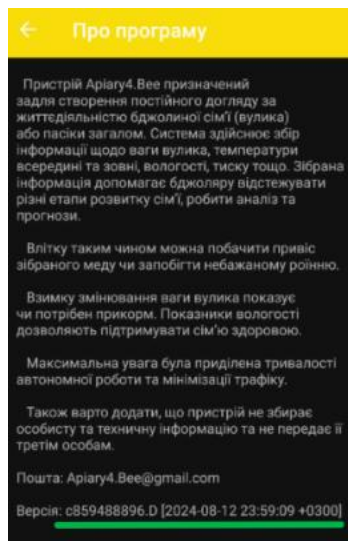 Про програму
Пристрій Apiary4.Bee призначений
задля створення постійного догляду за
життєдіяльністю бджолиної сім'ї (вулика)
або пасіки загалом. Система здійснює збір
інформації щодо ваги вулика, температури
всередині та зовні, вологості, тиску тощо. Зібрана
інформація допомагає бджоляру відстежувати
різні етапи розвитку сім'ї, робити аналіз та
прогнози.
Влітку таким чином можна побачити привіс
зібраного меду чи запобігти небажаному роїнню.
Взимку змінювання ваги вулика показує
чи потрібен прикорм. Показники вологості
дозволяють підтримувати сім'ю здоровою.
Максимальна увага була приділена тривалості
автономної роботи та мінімізації трафіку.
Також варто додати, що пристрій не збирає
особисту та техничну інформацію та не передає її
третім особам.
Пошта: Apiary4.Bee@gmail.com
Версія: c859488896.D [2024-08-12 23:59:09 +0300]